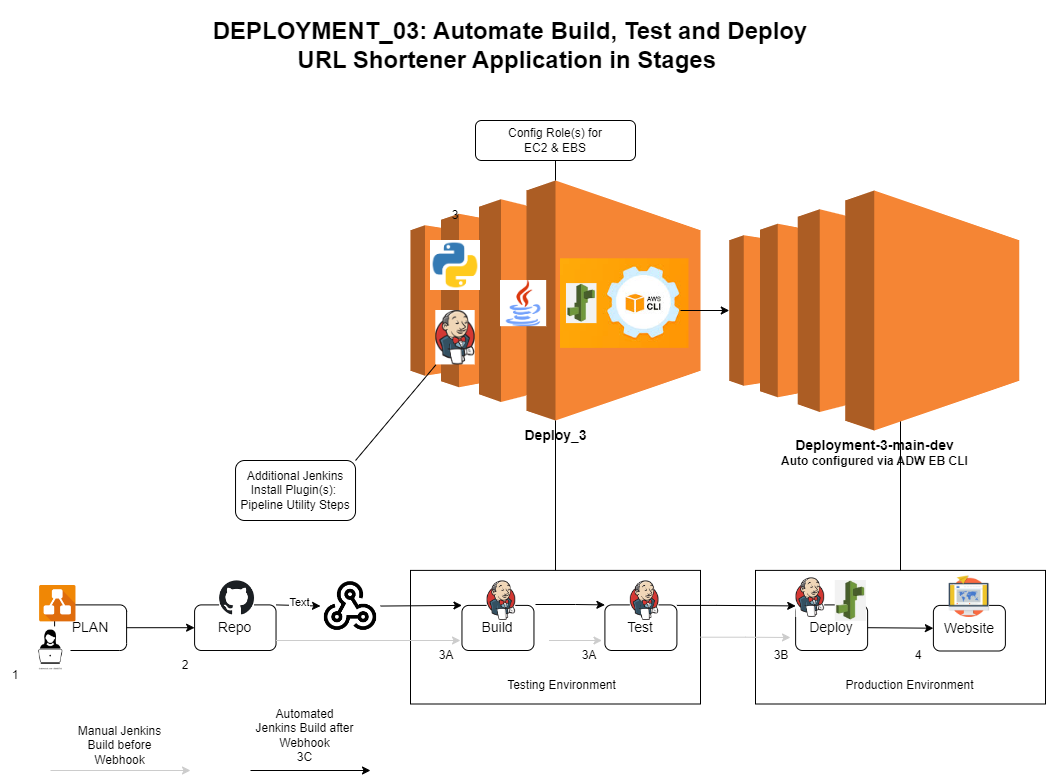 DEPLOYMENT_03: Automate Build, Test and Deploy
URL Shortener Application in Stages
Config Role(s) for
EC2 & EBS
3
AWS
CLI
Deploy_3
Deployment-3-main-dev
Auto configured via ADW EB CLI
Additional Jenkins
Install Plugin(s):
Pipeline Utility Steps
PLAN
Repo
Text
Build
Test
Deploy
Website
1
2
3A
3A
3B
4
Testing Environment
Production Environment
Manual Jenkins
Build before
Webhook
Automated
Jenkins Build after
Webhook
3C